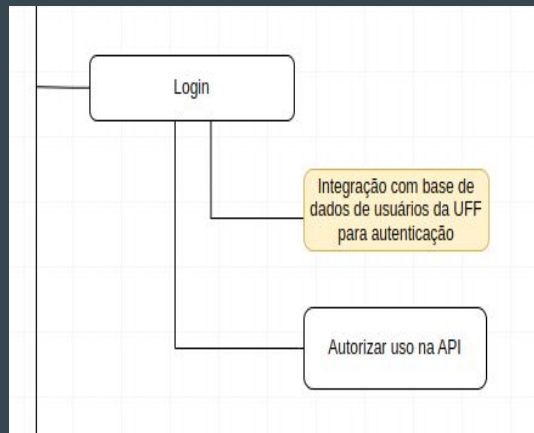 Login
Integração com base de
dados de usuários da UFF
para autenticação
Autorizar uso na API